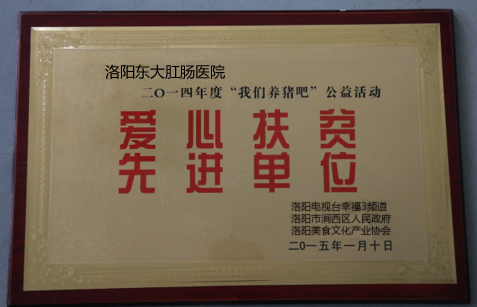 洛阳东大肛肠医院
二〇一四年度“我们养猪吧”公益活动
爱心扶贫
先进单位
洛阳电视台幸福3频道
洛阳市涧西区人民政府
洛阳美食文化产业协会
二〇一五年一月十日